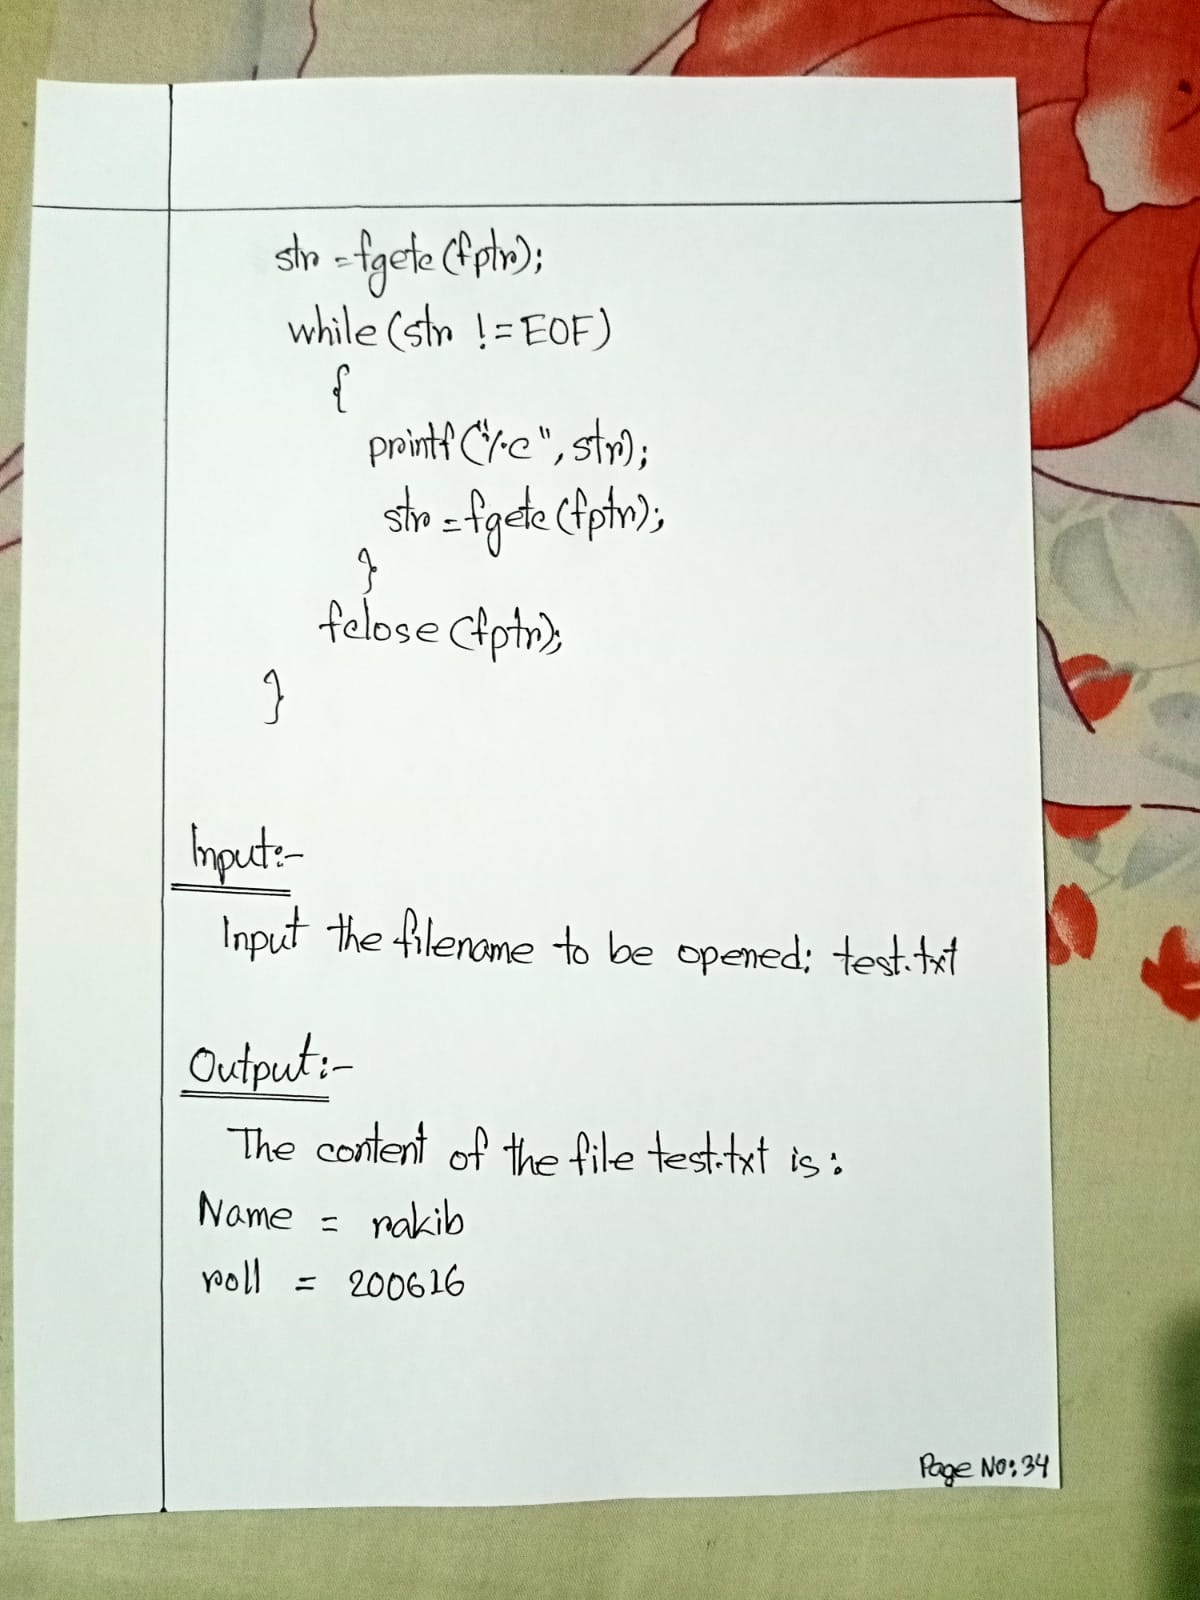 str =fgetc(fptr);
while(str != EOF)
{
printf("%c", str);
str =fgetc(fptr);
}
fclose(fptr);
}
Input:-
Input the filename to be opened: test.txt
Output:-
The content of the file test.txt is :
Name = rakib
roll = 200616
Page No: 34